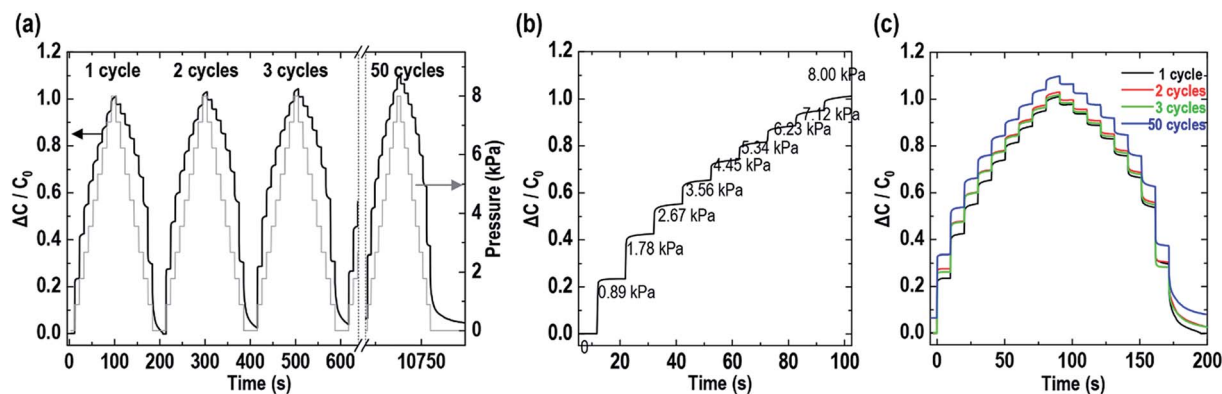 (a)
1 cycle 2 cycles 3 cycles 50 cycles
ΔC / C0
1.2
1.0
0.8
0.6
0.4
0.2
0.0
8
6
4
2
0
Pressure (kPa)
0 100 200 300 400 500 600 10750
Time (s)
(b)
ΔC / C0
1.2
1.0
0.8
0.6
0.4
0.2
0.0
8.00 kPa
7.12 kPa
6.23 kPa
5.34 kPa
4.45 kPa
3.56 kPa
2.67 kPa
1.78 kPa
0.89 kPa
0
20 40 60 80 100
Time (s)
(c)
1 cycle
2 cycles
3 cycles
50 cycles
ΔC / C0
1.2
1.0
0.8
0.6
0.4
0.2
0.0
0 50 100 150 200
Time (s)